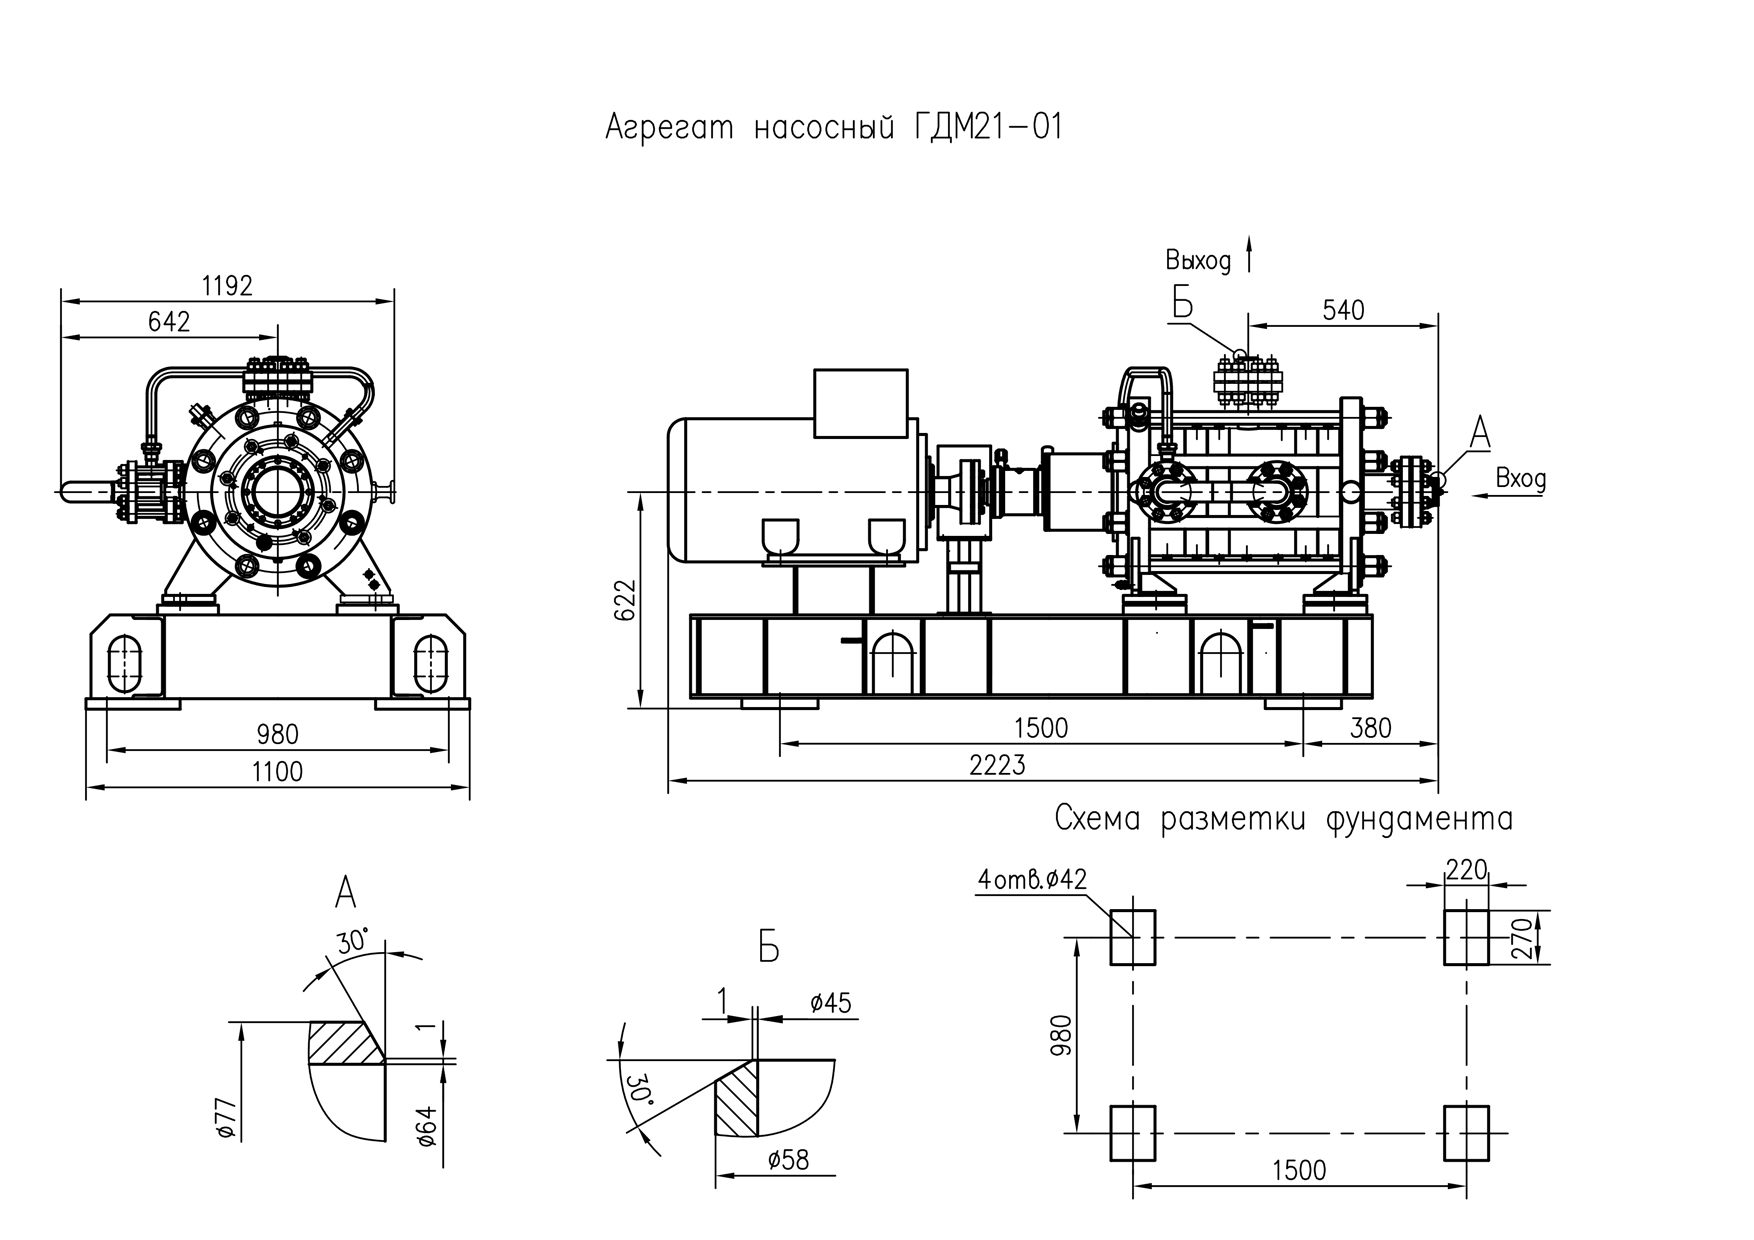 Агрегат насосный ГДМ21-01
1192
642
Выход
Б
540
А
Вход
622
980
1100
1500
380
2223
Схема разметки фундамента
А
30°
1
ø77
ø64
Б
1
ø45
30°
ø58
4отв.ø42
220
270
980
1500